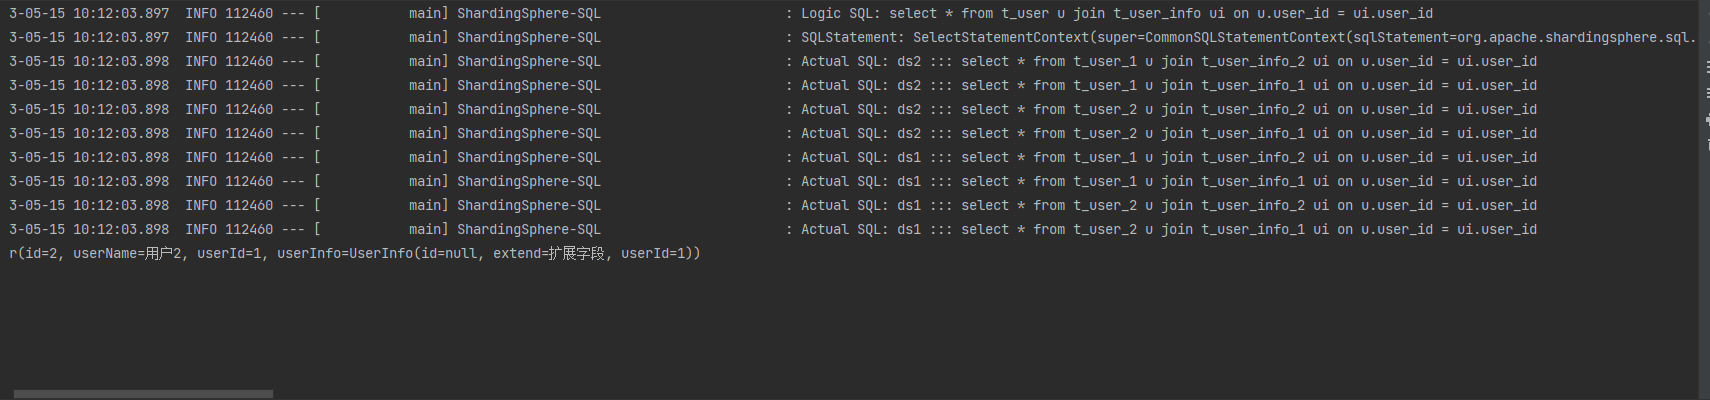 3-05-15 10:12:03.897  INFO 112460 --- [           main] ShardingSphere-SQL                       : Logic SQL: select * from t_user u join t_user_info ui on u.user_id = ui.user_id
3-05-15 10:12:03.897  INFO 112460 --- [           main] ShardingSphere-SQL                       : SQLStatement: SelectStatementContext(super=CommonSQLStatementContext(sqlStatement=org.apache.shardingsphere.sql.
3-05-15 10:12:03.898  INFO 112460 --- [           main] ShardingSphere-SQL                       : Actual SQL: ds2 ::: select * from t_user_1 u join t_user_info_2 ui on u.user_id = ui.user_id
3-05-15 10:12:03.898  INFO 112460 --- [           main] ShardingSphere-SQL                       : Actual SQL: ds2 ::: select * from t_user_1 u join t_user_info_1 ui on u.user_id = ui.user_id
3-05-15 10:12:03.898  INFO 112460 --- [           main] ShardingSphere-SQL                       : Actual SQL: ds2 ::: select * from t_user_2 u join t_user_info_2 ui on u.user_id = ui.user_id
3-05-15 10:12:03.898  INFO 112460 --- [           main] ShardingSphere-SQL                       : Actual SQL: ds2 ::: select * from t_user_2 u join t_user_info_1 ui on u.user_id = ui.user_id
3-05-15 10:12:03.898  INFO 112460 --- [           main] ShardingSphere-SQL                       : Actual SQL: ds1 ::: select * from t_user_1 u join t_user_info_2 ui on u.user_id = ui.user_id
3-05-15 10:12:03.898  INFO 112460 --- [           main] ShardingSphere-SQL                       : Actual SQL: ds1 ::: select * from t_user_1 u join t_user_info_1 ui on u.user_id = ui.user_id
3-05-15 10:12:03.898  INFO 112460 --- [           main] ShardingSphere-SQL                       : Actual SQL: ds1 ::: select * from t_user_2 u join t_user_info_2 ui on u.user_id = ui.user_id
3-05-15 10:12:03.898  INFO 112460 --- [           main] ShardingSphere-SQL                       : Actual SQL: ds1 ::: select * from t_user_2 u join t_user_info_1 ui on u.user_id = ui.user_id
r(id=2, userName=用户2, userId=1, userInfo=UserInfo(id=null, extend=扩展字段, userId=1))